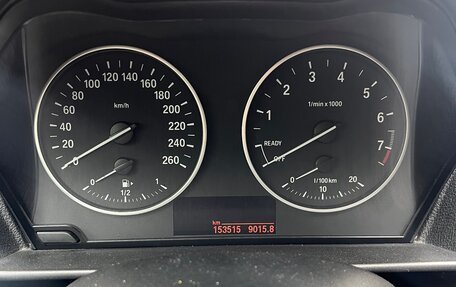 0 20 40 60 80 100 120 140 160 180 200 220 240 260
km/h
0 1/2 1
1 2 3 4 5 6 7
1/min x 1000
READY
OFF
0 10 20
l/100 km
km
153515 9015.8